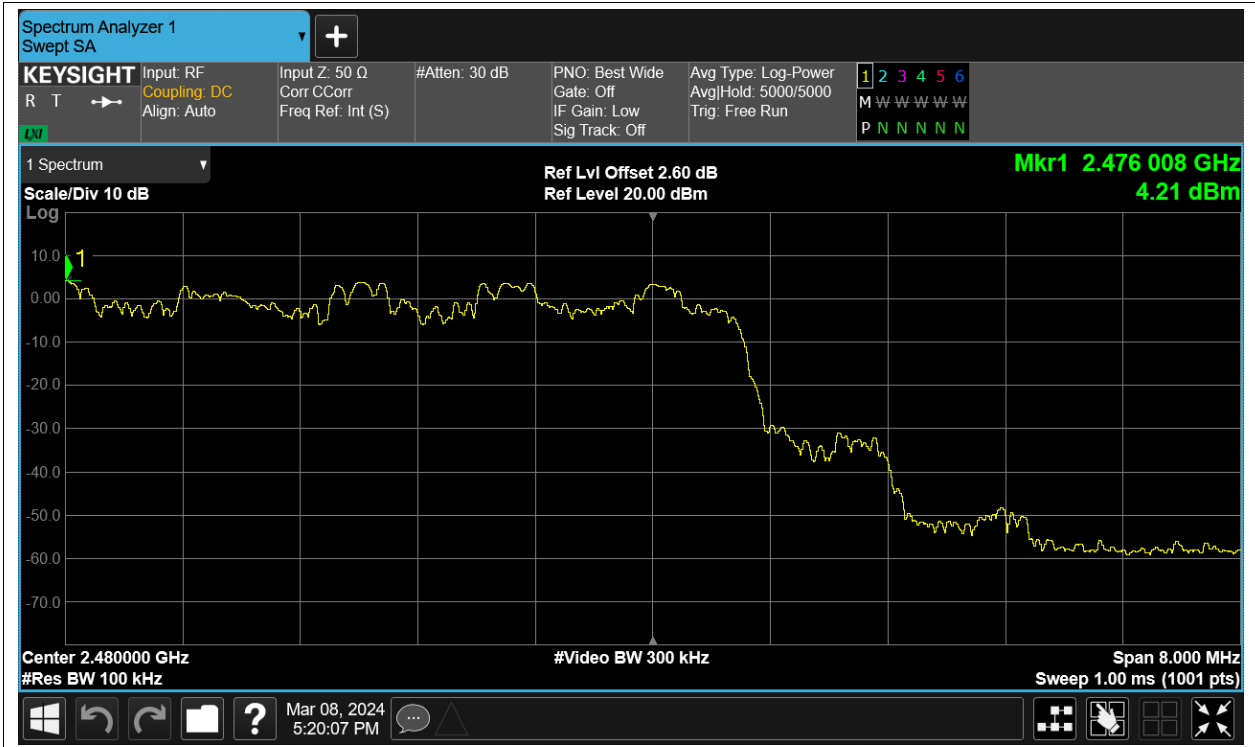 Spectrum Analyzer 1
Swept SA
+
KEYSIGHT
R T
LXI
Input: RF
Coupling: DC
Align: Auto
Input Z: 50 Ω
Corr CCorr
Freq Ref: Int (S)
#Atten: 30 dB
PNO: Best Wide
Gate: Off
IF Gain: Low
Sig Track: Off
Avg Type: Log-Power
Avg|Hold: 5000/5000
Trig: Free Run
1 2 3 4 5 6
M W W W W W
P N N N N N
1 Spectrum
Scale/Div 10 dB
Log
Ref Lvl Offset 2.60 dB
Ref Level 20.00 dBm
Mkr1 2.476 008 GHz
4.21 dBm
1
10.0
0.00
-10.0
-20.0
-30.0
-40.0
-50.0
-60.0
-70.0
Center 2.480000 GHz
#Res BW 100 kHz
#Video BW 300 kHz
Span 8.000 MHz
Sweep 1.00 ms (1001 pts)
?
Mar 08, 2024
5:20:07 PM